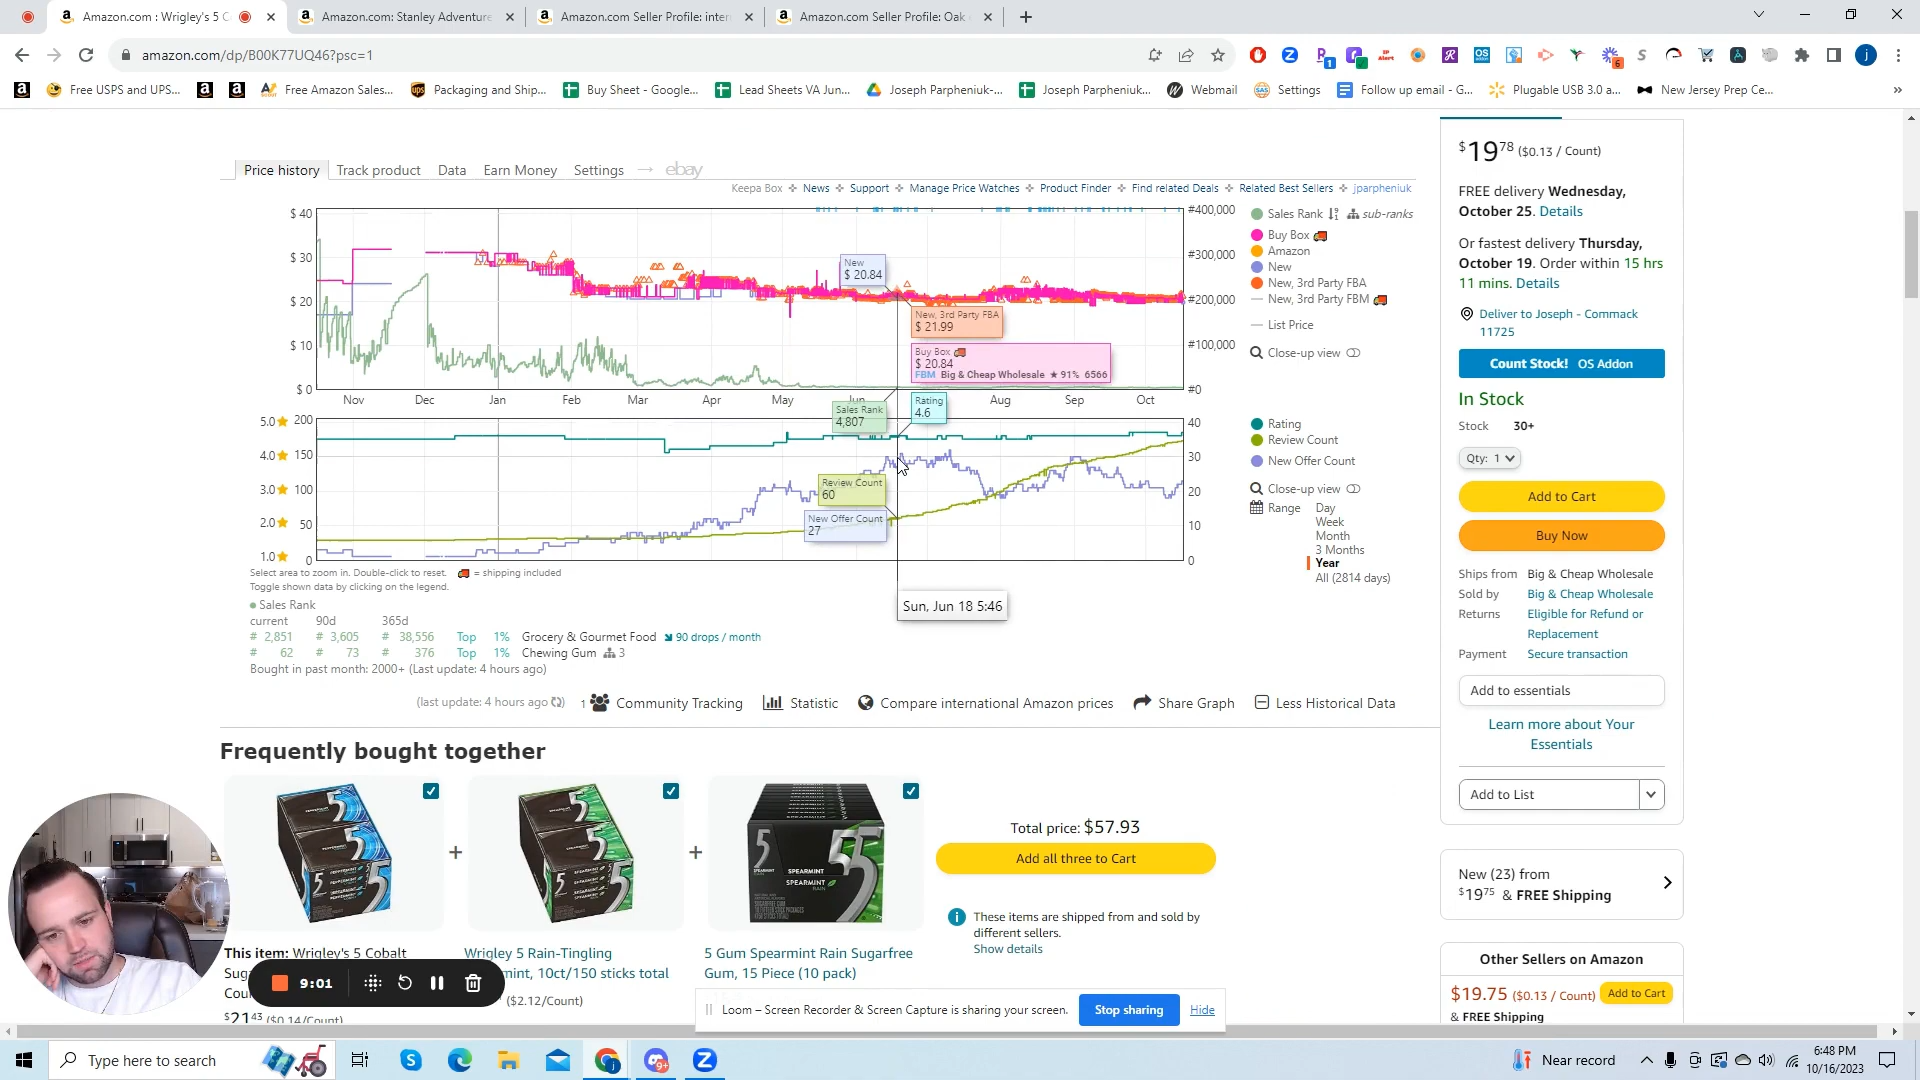 Amazon.com : Wrigley's 5 C
Amazon.com: Stanley Adventure
Amazon.com Seller Profile: inter
Amazon.com Seller Profile: Oak
amazon.com/dp/B00K77UQ46?psc=1
Free USPS and UPS...
Free Amazon Sales...
Packaging and Ship...
Buy Sheet - Google...
Lead Sheets VA Jun...
Joseph Parpheniuk-...
Joseph Parpheniuk...
Webmail
Settings
Follow up email - G...
Plugable USB 3.0 a...
New Jersey Prep Ce...
Price history
Track product
Data
Earn Money
Settings
ebay
Keepa Box
News
Support
Manage Price Watches
Product Finder
Find related Deals
Related Best Sellers
jparpheniuk
$ 40
$ 30
$ 20
$ 10
$ 0
#400,000
#300,000
#200,000
#100,000
#0
New
$ 20.84
New, 3rd Party FBA
$ 21.99
Buy Box
$ 20.84
FBM Big & Cheap Wholesale ★ 91% 6566
Sales Rank
4,807
Rating
4.6
Nov Dec Jan Feb Mar Apr May Jun Aug Sep Oct
Sales Rank sub-ranks
Buy Box
Amazon
New
New, 3rd Party FBA
New, 3rd Party FBM
List Price
Close-up view
5.0 200
4.0 150
3.0 100
2.0 50
1.0 0
40
30
20
10
0
Review Count
60
New Offer Count
27
Sun, Jun 18 5:46
Rating
Review Count
New Offer Count
Close-up view
Range Day
Week
Month
3 Months
Year
All (2814 days)
Select area to zoom in. Double-click to reset. = shipping included
Toggle shown data by clicking on the legend.
Sales Rank
current 90d 365d
# 2,851 # 3,605 # 38,556 Top 1% Grocery & Gourmet Food 90 drops / month
# 62 # 73 # 376 Top 1% Chewing Gum 3
Bought in past month: 2000+ (Last update: 4 hours ago)
(last update: 4 hours ago)
1 Community Tracking
Statistic
Compare international Amazon prices
Share Graph
Less Historical Data
Frequently bought together
This item: Wrigley's 5 Cobalt
Suga
Cou
$21 43 ($0.14/Count)
Wrigley 5 Rain-Tingling
mint, 10ct/150 sticks total
($2.12/Count)
5 Gum Spearmint Rain Sugarfree
Gum, 15 Piece (10 pack)
5
SPEARMINT
RAIN
SPEARMINT
RAIN
Total price: $57.93
Add all three to Cart
These items are shipped from and sold by
different sellers.
Show details
$19 78 ($0.13 / Count)
FREE delivery Wednesday,
October 25. Details
Or fastest delivery Thursday,
October 19. Order within 15 hrs
11 mins. Details
Deliver to Joseph - Commack
11725
Count Stock! OS Addon
In Stock
Stock 30+
Qty: 1
Add to Cart
Buy Now
Ships from Big & Cheap Wholesale
Sold by Big & Cheap Wholesale
Returns Eligible for Refund or
Replacement
Payment Secure transaction
Add to essentials
Learn more about Your
Essentials
Add to List
New (23) from
$19 75 & FREE Shipping
Other Sellers on Amazon
$19.75 ($0.13 / Count) Add to Cart
& FREE Shipping
9:01
Loom – Screen Recorder & Screen Capture is sharing your screen.
Stop sharing
Hide
Type here to search
Near record
6:48 PM
10/16/2023